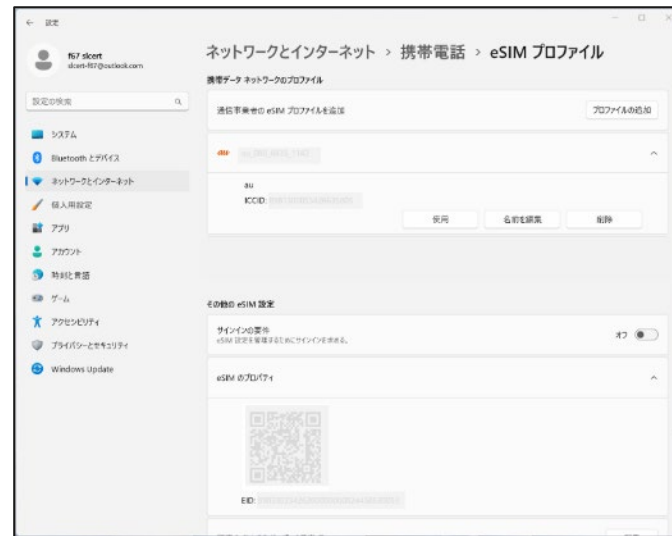 ← 設定
f67 slcert
slcert-f67@outlook.com
設定の検索
システム
Bluetooth とデバイス
ネットワークとインターネット
個人用設定
アプリ
アカウント
時刻と言語
ゲーム
アクセシビリティ
プライバシーとセキュリティ
Windows Update
ネットワークとインターネット › 携帯電話 › eSIM プロファイル
携帯データ ネットワークのプロファイル
通信事業者の eSIM プロファイルを追加
プロファイルの追加
au
au
ICCID:
使用
名前を編集
削除
その他の eSIM 設定
サインインの要件
eSIM 設定を管理するためにサインインを求める。
オフ
eSIM のプロパティ
EID: